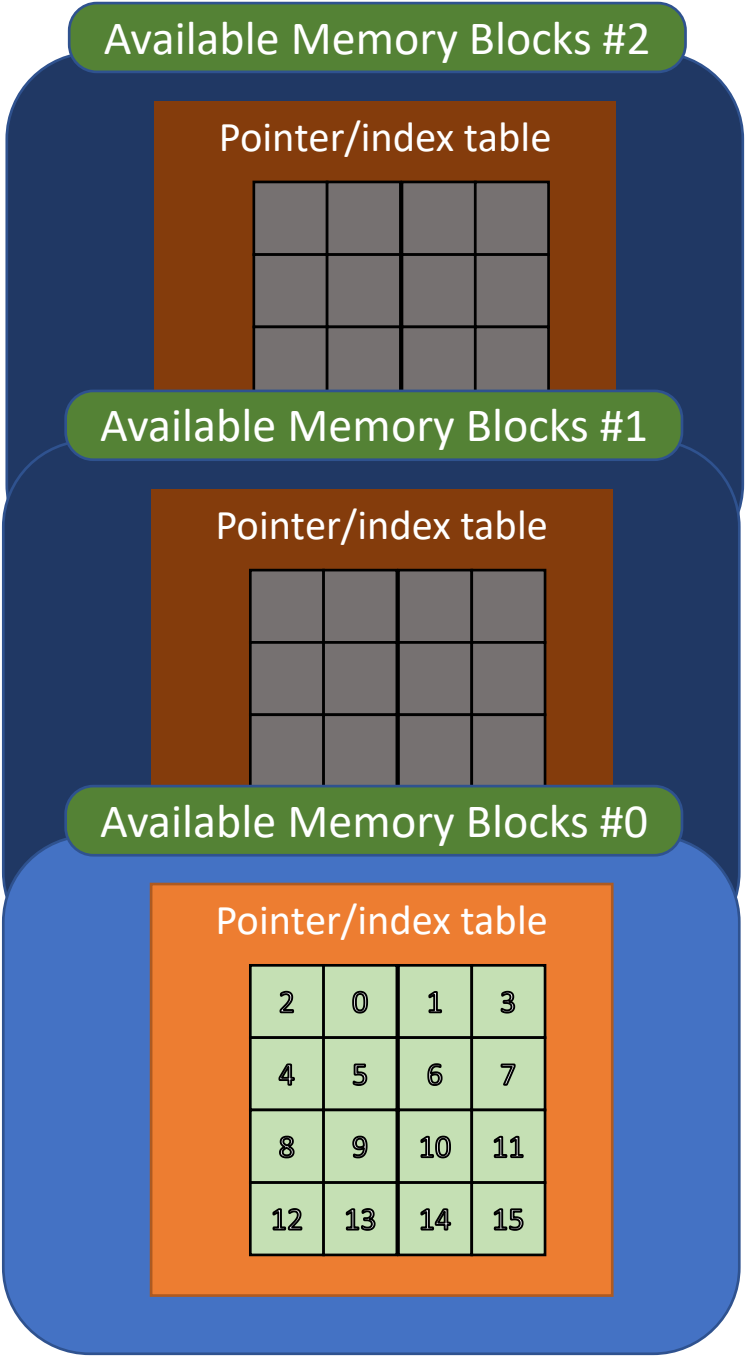 Available Memory Blocks #2
Pointer/index table
Available Memory Blocks #1
Pointer/index table
Available Memory Blocks #0
Pointer/index table
2 0 1 3
4 5 6 7
8 9 10 11
12 13 14 15